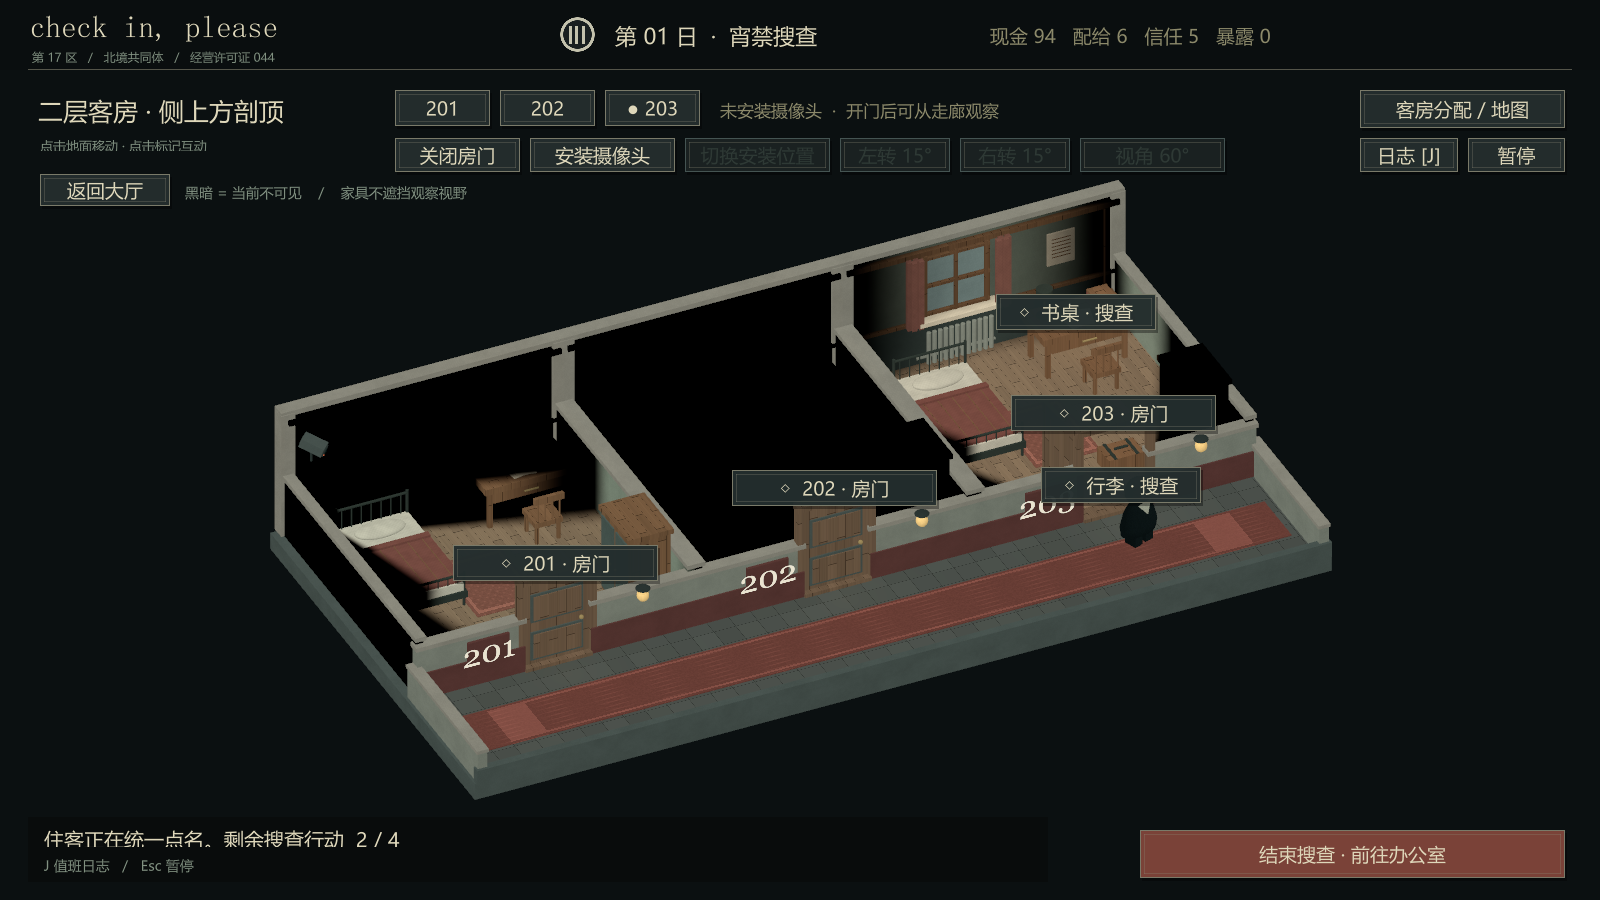 check in, please
第 17 区 / 北境共同体 / 经营许可证 044
第 01 日 · 宵禁搜查
现金 94 配给 6 信任 5 暴露 0
二层客房 · 侧上方剖顶
点击地面移动 · 点击标记互动
201
202
● 203
未安装摄像头 · 开门后可从走廊观察
客房分配 / 地图
关闭房门
安装摄像头
切换安装位置
左转 15°
右转 15°
视角 60°
日志 [J]
暂停
返回大厅
黑暗 = 当前不可见 / 家具不遮挡观察视野
◇ 书桌 · 搜查
◇ 203 · 房门
◇ 202 · 房门
◇ 行李 · 搜查
203
◇ 201 · 房门
202
201
住客正在统一点名。剩余搜查行动 2 / 4
J 值班日志 / Esc 暂停
结束搜查 · 前往办公室